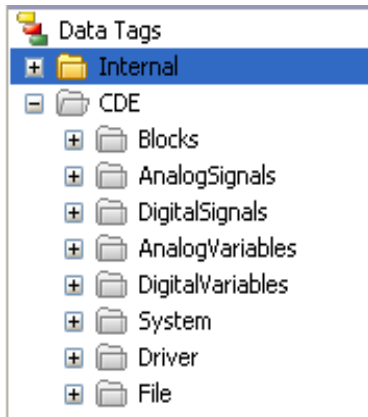 Data Tags
Internal
CDE
Blocks
AnalogSignals
DigitalSignals
AnalogVariables
DigitalVariables
System
Driver
File